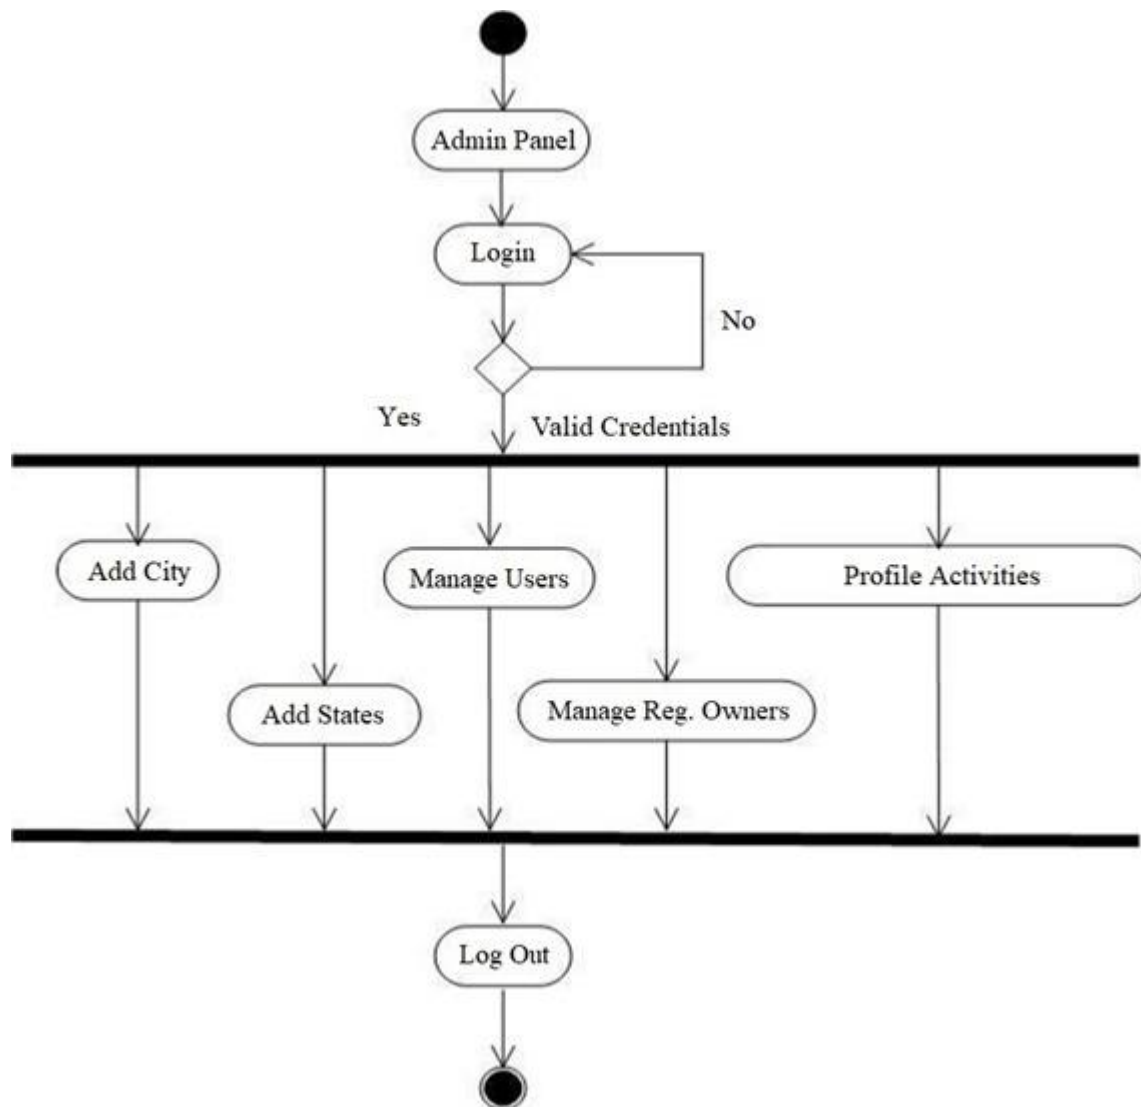 Admin Panel
Login
No
Yes
Valid Credentials
Add City
Manage Users
Profile Activities
Add States
Manage Reg. Owners
Log Out